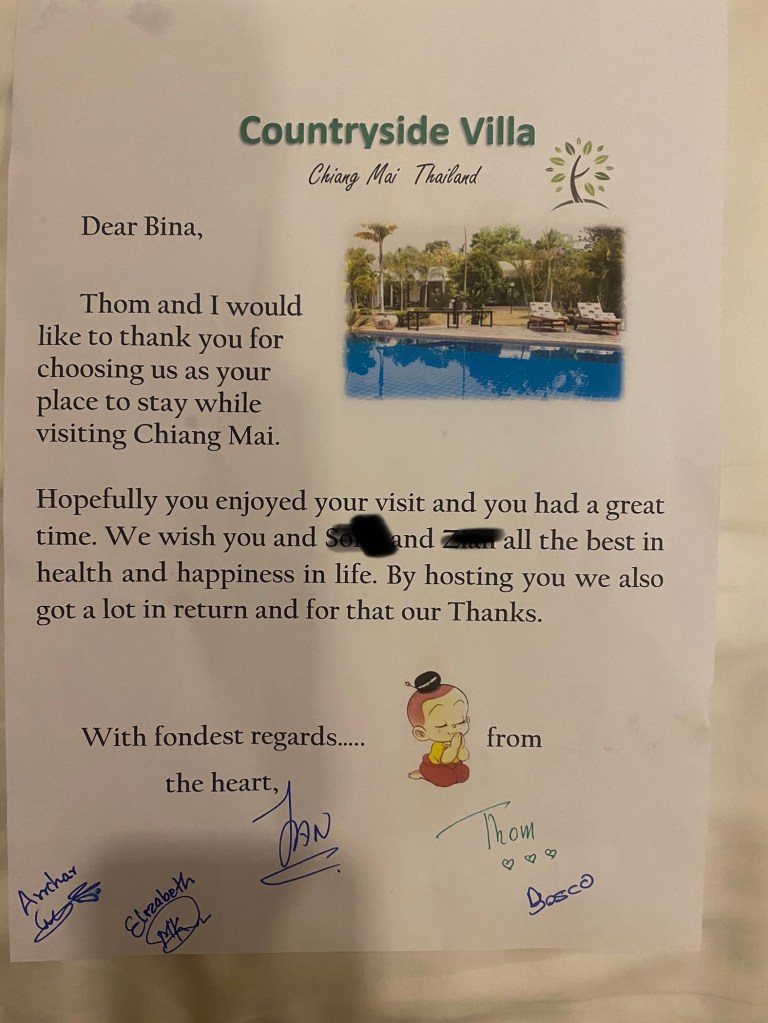 Countryside Villa
Chiang Mai Thailand
Dear Bina,
Thom and I would
like to thank you for
choosing us as your
place to stay while
visiting Chiang Mai.
Hopefully you enjoyed your visit and you had a great
time. We wish you and and all the best in
health and happiness in life. By hosting you we also
got a lot in return and for that our Thanks.
With fondest regards..... from
the heart,
JAN
Thom
Arrchar
Elizabeth
MK
Bosco